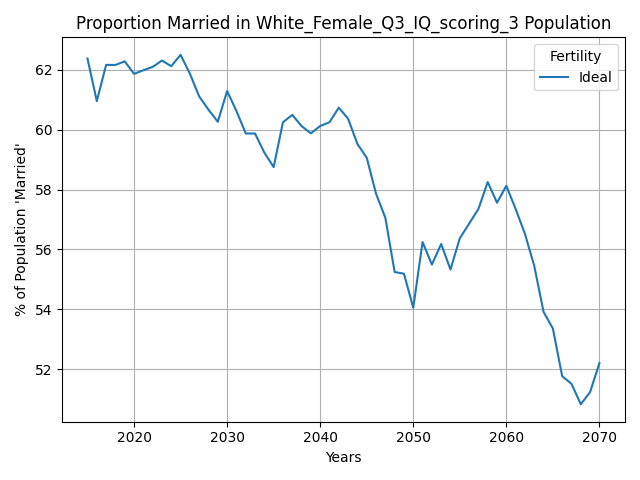 Proportion Married in White_Female_Q3_IQ_scoring_3 Population
% of Population 'Married'
62
60
58
56
54
52
Fertility
Ideal
2020 2030 2040 2050 2060 2070
Years